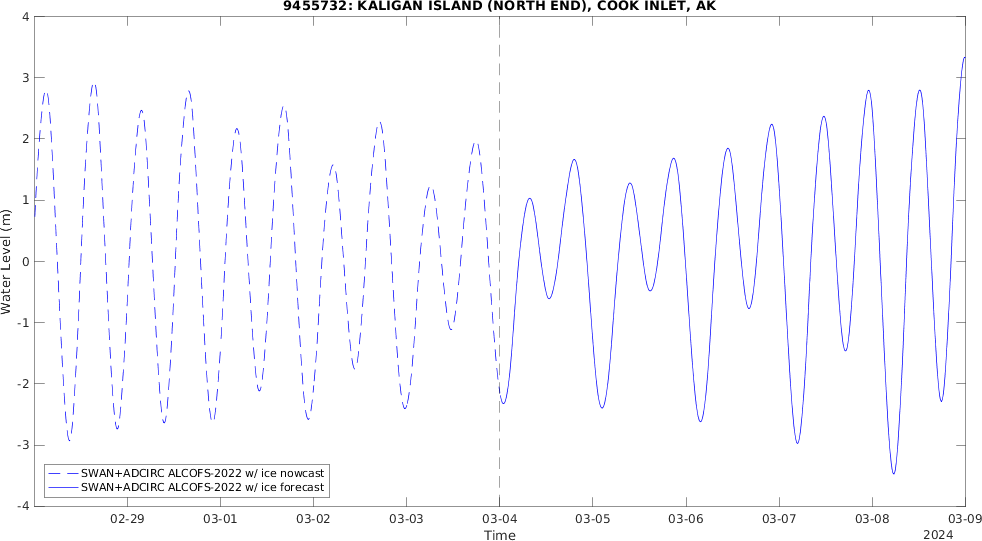 9455732: KALIGAN ISLAND (NORTH END), COOK INLET, AK
4
3
2
1
0
-1
-2
-3
-4
Water Level (m)
SWAN+ADCIRC ALCOFS-2022 w/ ice nowcast
SWAN+ADCIRC ALCOFS-2022 w/ ice forecast
02-29 03-01 03-02 03-03 03-04 03-05 03-06 03-07 03-08 03-09
Time
2024